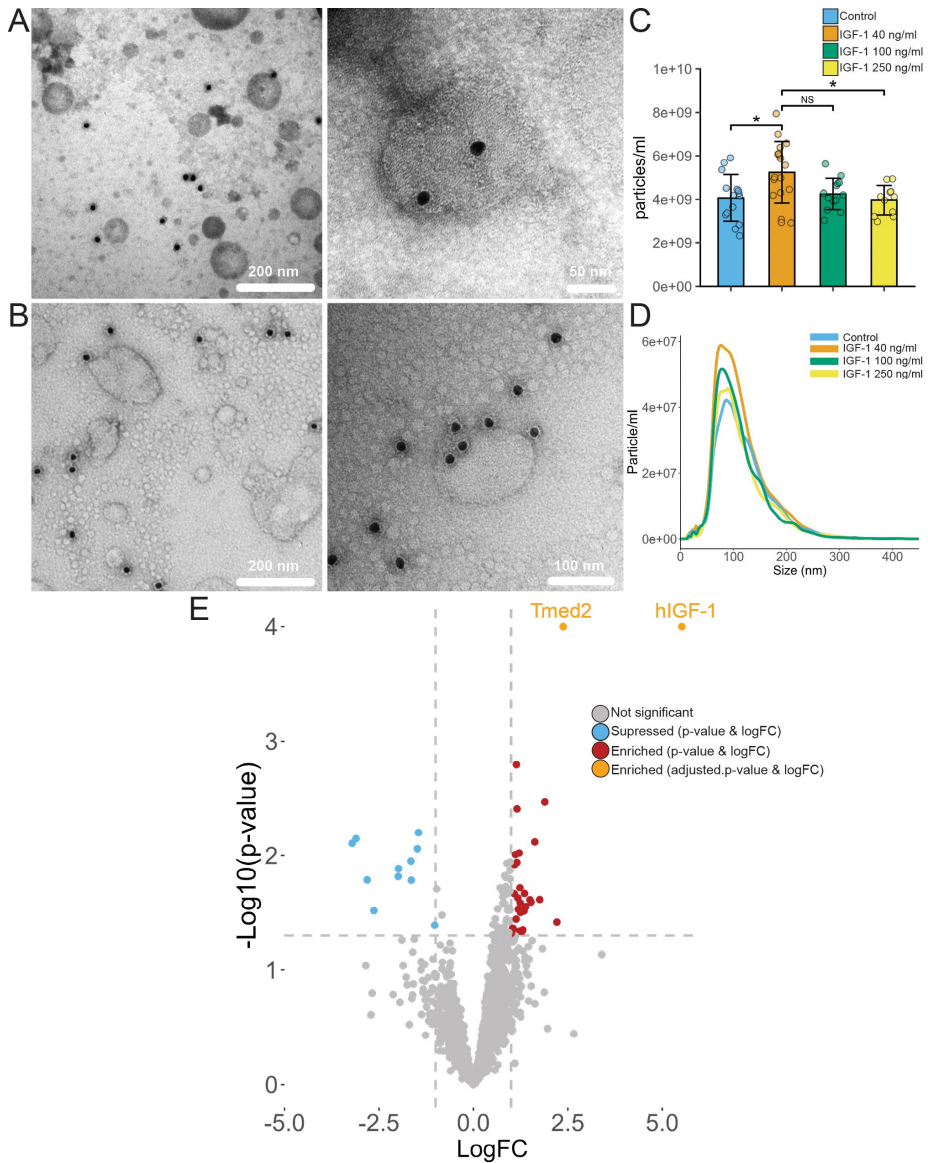 A
200 nm
50 nm
B
200 nm
100 nm
C
Control
IGF-1 40 ng/ml
IGF-1 100 ng/ml
IGF-1 250 ng/ml
1e+10
8e+09
6e+09
4e+09
2e+09
0e+00
particles/ml
*
NS
*
D
Control
IGF-1 40 ng/ml
IGF-1 100 ng/ml
IGF-1 250 ng/ml
6e+07
4e+07
2e+07
0e+00
Particle/ml
0
100
200
300
400
Size (nm)
E
Tmed2
hIGF-1
Not significant
Supressed (p-value & logFC)
Enriched (p-value & logFC)
Enriched (adjusted.p-value & logFC)
4
3
2
1
0
-Log10(p-value)
-5.0
-2.5
0.0
2.5
5.0
LogFC